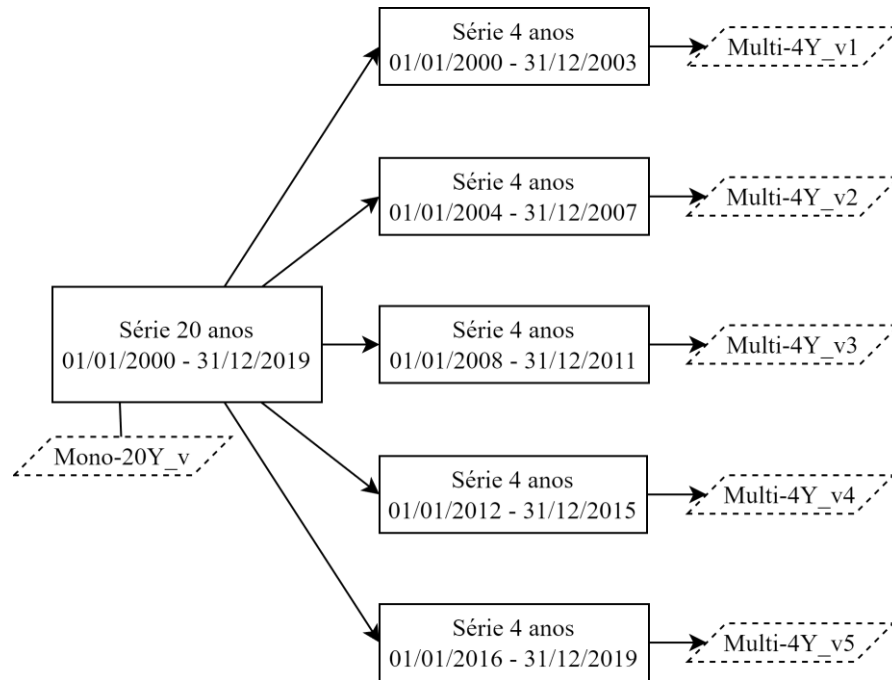 Série 4 anos
01/01/2000 - 31/12/2003
Multi-4Y_v1
Série 4 anos
01/01/2004 - 31/12/2007
Multi-4Y_v2
Série 20 anos
01/01/2000 - 31/12/2019
Mono-20Y_v
Série 4 anos
01/01/2008 - 31/12/2011
Multi-4Y_v3
Série 4 anos
01/01/2012 - 31/12/2015
Multi-4Y_v4
Série 4 anos
01/01/2016 - 31/12/2019
Multi-4Y_v5